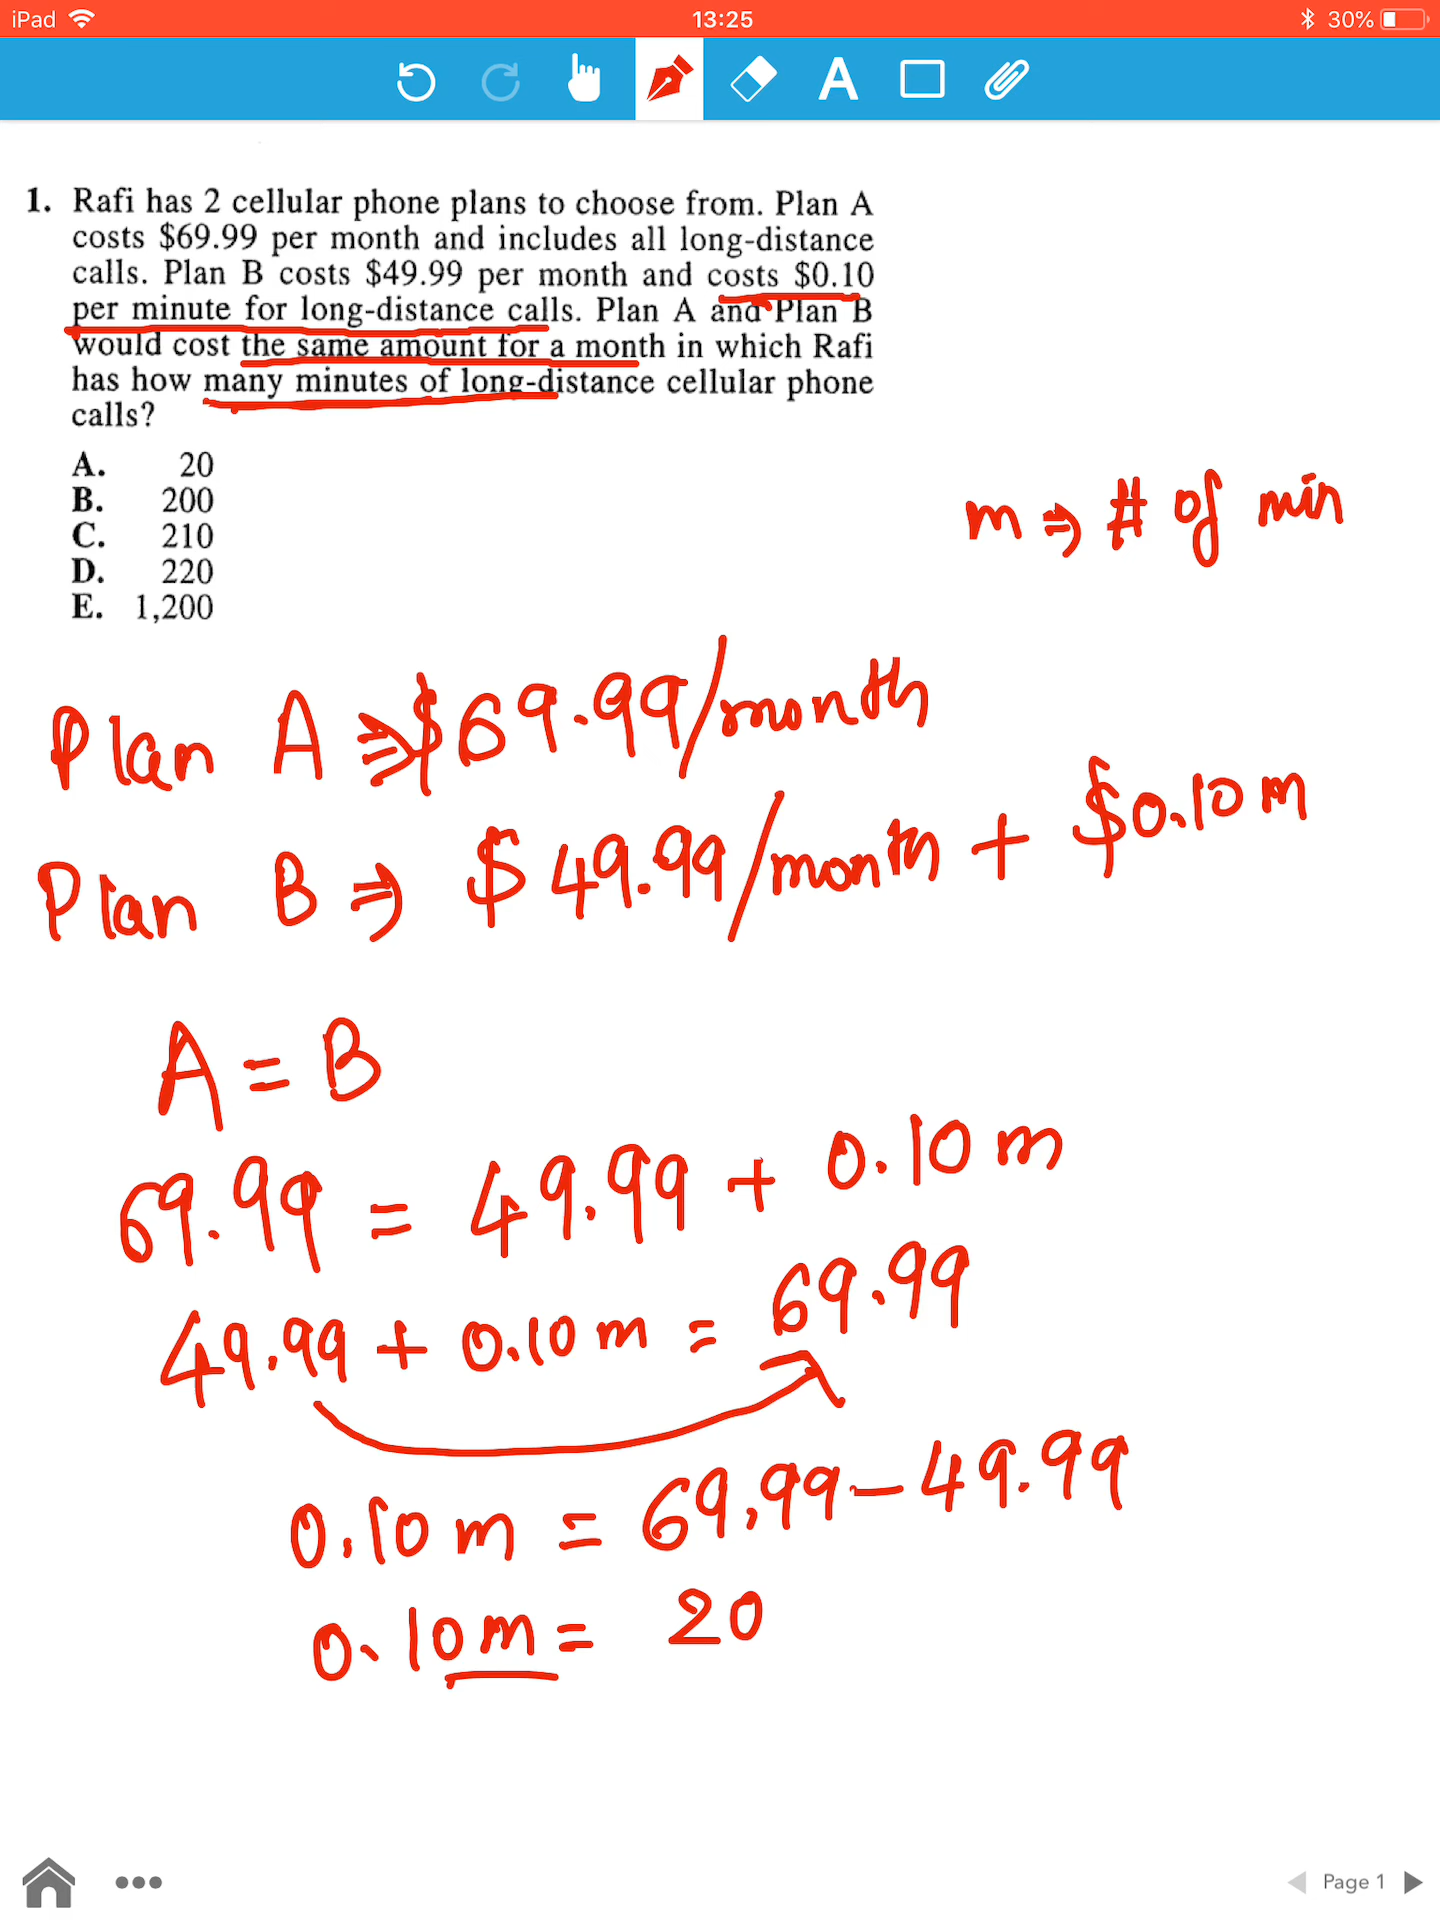 iPad 13:25 30%
A
1. Rafi has 2 cellular phone plans to choose from. Plan A
costs $69.99 per month and includes all long-distance
calls. Plan B costs $49.99 per month and costs $0.10
per minute for long-distance calls. Plan A and Plan B
would cost the same amount for a month in which Rafi
has how many minutes of long-distance cellular phone
calls?
A. 20
B. 200
C. 210
D. 220
E. 1,200
m ⇒ # of min
Plan A ⇒ $69.99/month
Plan B ⇒ $49.99/month + $0.10m
A = B
69.99 = 49.99 + 0.10m
49.99 + 0.10m = 69.99
0.10m = 69.99 - 49.99
0.10m = 20
Page 1